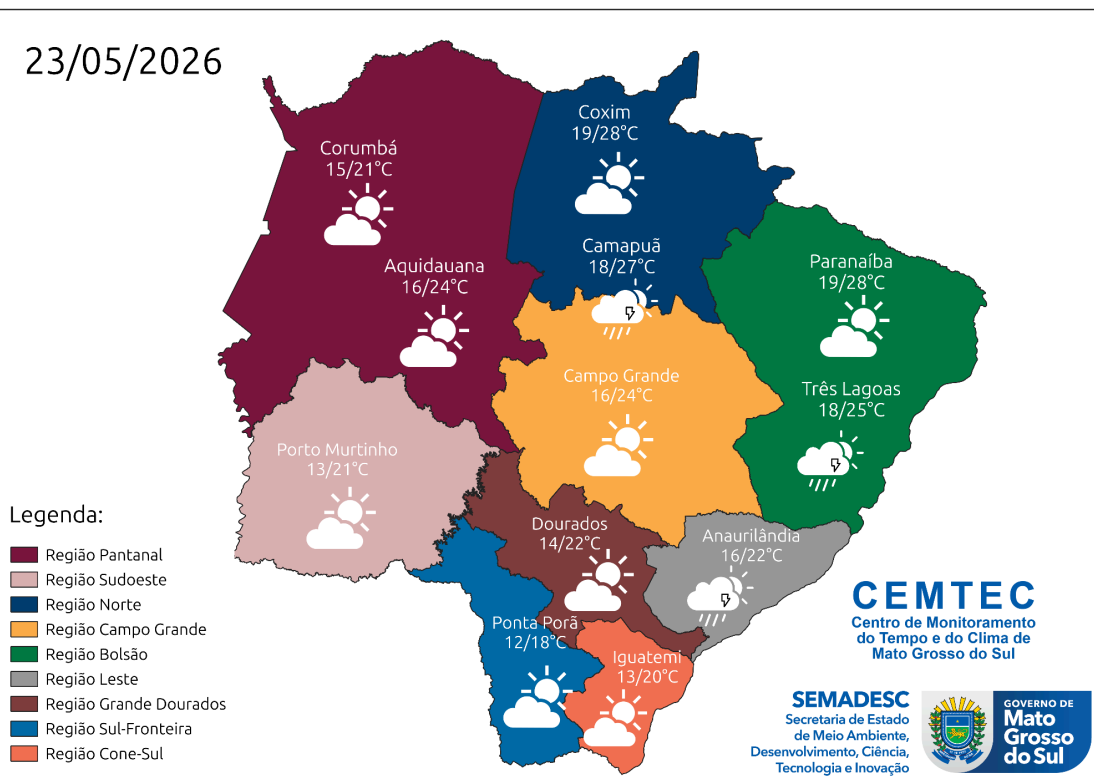 23/05/2026
Coxim
19/28°C
Corumbá
15/21°C
Camapuã
18/27°C
Aquidauana
16/24°C
Paranaíba
19/28°C
Campo Grande
16/24°C
Três Lagoas
18/25°C
Porto Murtinho
13/21°C
Dourados
14/22°C
Anaurilândia
16/22°C
Ponta Porã
12/18°C
Iguatemi
13/20°C
Legenda:
Região Pantanal
Região Sudoeste
Região Norte
Região Campo Grande
Região Bolsão
Região Leste
Região Grande Dourados
Região Sul-Fronteira
Região Cone-Sul
CEMTEC
Centro de Monitoramento
do Tempo e do Clima de
Mato Grosso do Sul
SEMADESC
Secretaria de Estado
de Meio Ambiente,
Desenvolvimento, Ciência,
Tecnologia e Inovação
GOVERNO DE
Mato
Grosso
do Sul